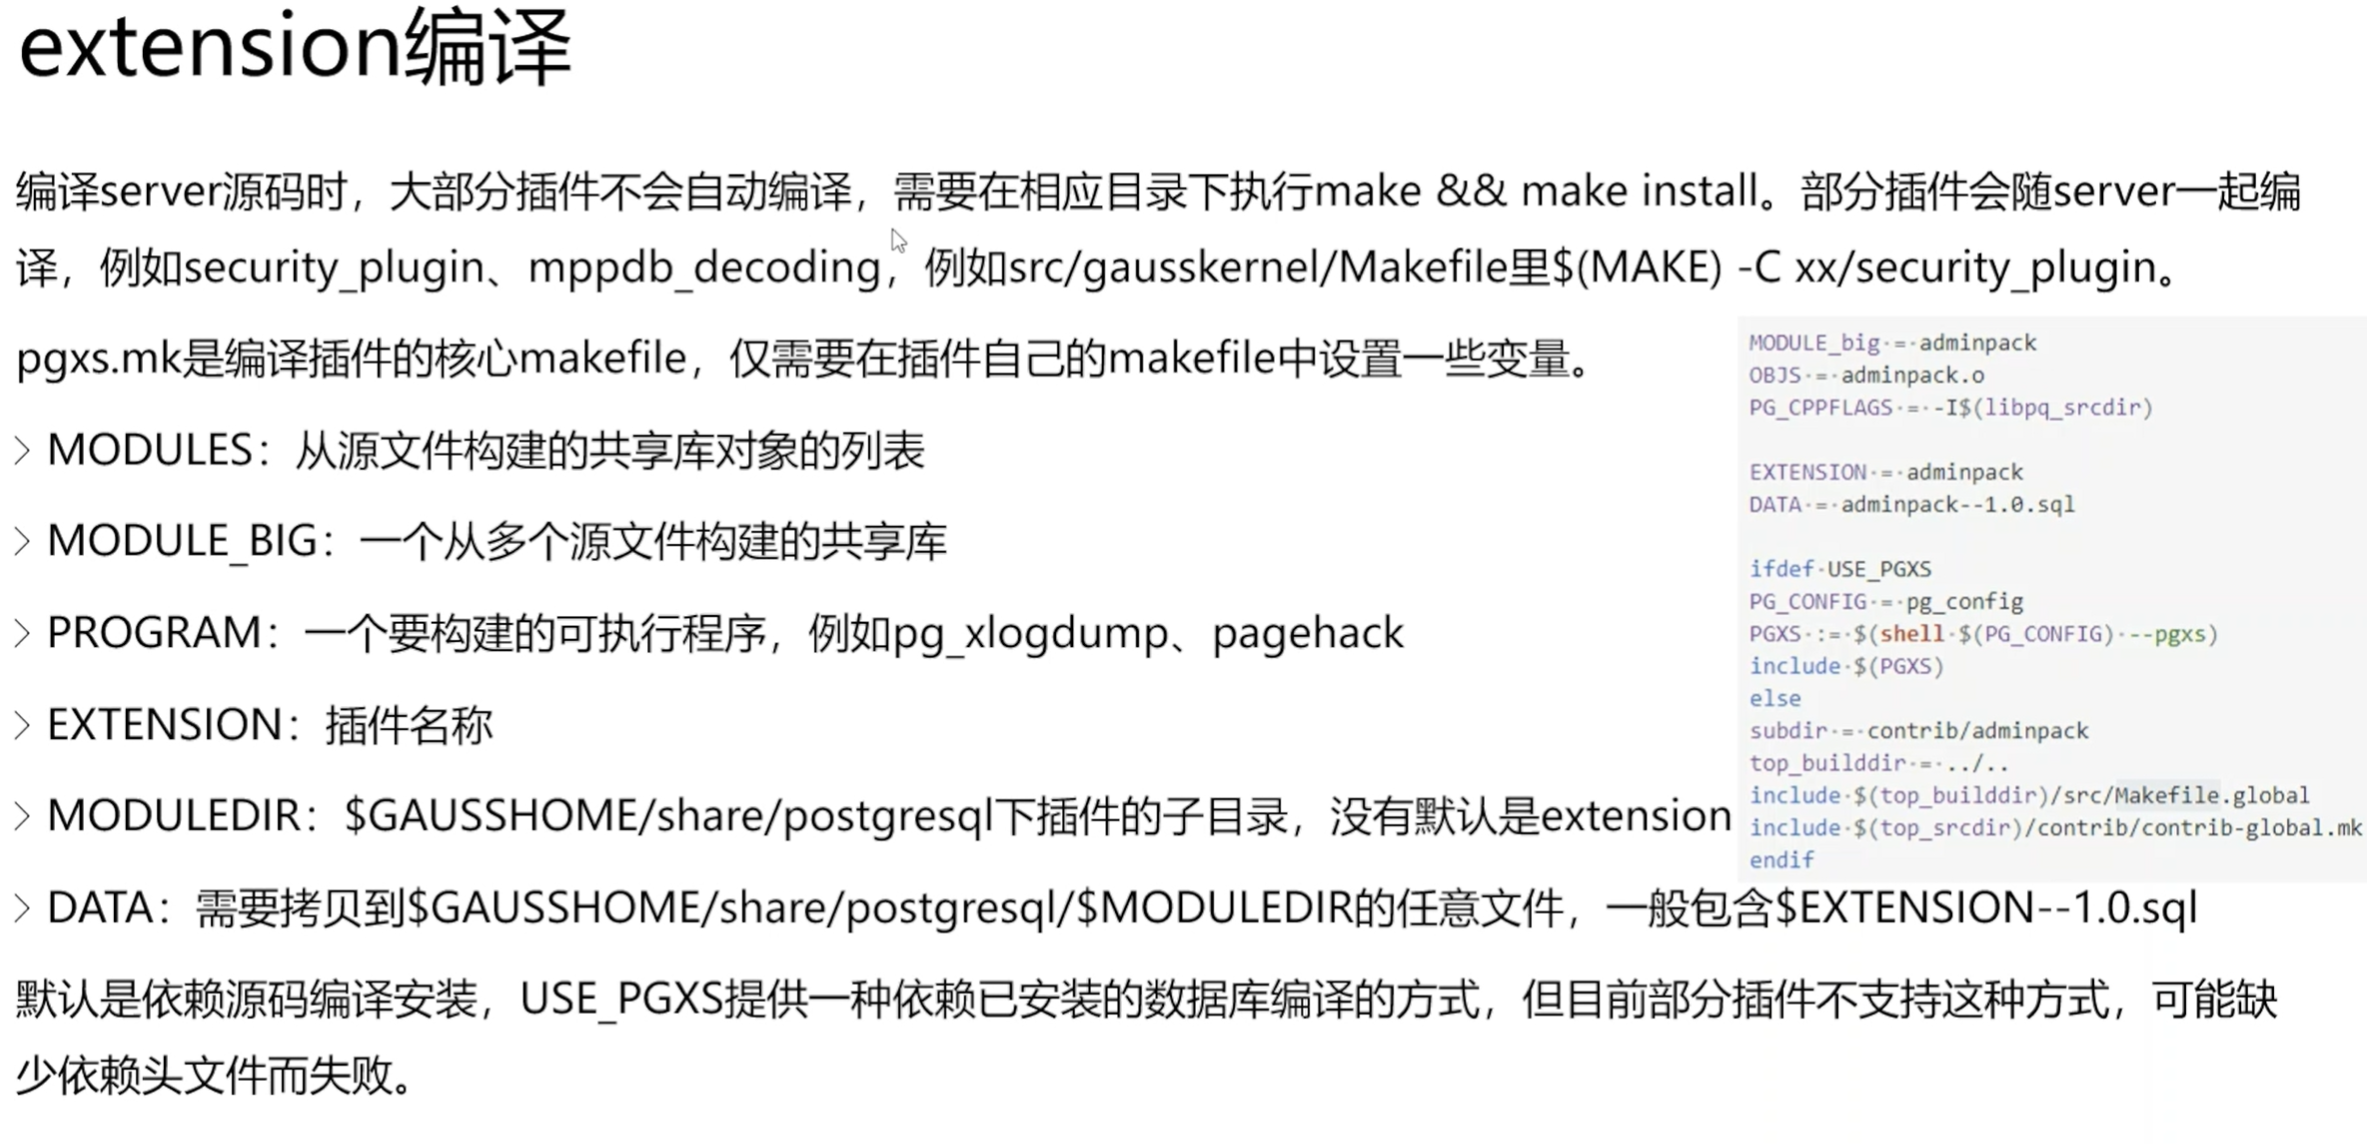 extension编译
编译server源码时，大部分插件不会自动编译，需要在相应目录下执行make && make install。部分插件会随server一起编
译，例如security_plugin、mppdb_decoding，例如src/gausskernel/Makefile里$(MAKE) -C xx/security_plugin。
pgxs.mk是编译插件的核心makefile，仅需要在插件自己的makefile中设置一些变量。
> MODULES：从源文件构建的共享库对象的列表
> MODULE_BIG：一个从多个源文件构建的共享库
> PROGRAM：一个要构建的可执行程序，例如pg_xlogdump、pagehack
> EXTENSION：插件名称
> MODULEDIR：$GAUSSHOME/share/postgresql下插件的子目录，没有默认是extension
> DATA：需要拷贝到$GAUSSHOME/share/postgresql/$MODULEDIR的任意文件，一般包含$EXTENSION--1.0.sql
默认是依赖源码编译安装，USE_PGXS提供一种依赖已安装的数据库编译的方式，但目前部分插件不支持这种方式，可能缺
少依赖头文件而失败。
MODULE_big = adminpack
OBJS = adminpack.o
PG_CPPFLAGS = -I$(libpq_srcdir)
EXTENSION = adminpack
DATA = adminpack--1.0.sql
ifdef USE_PGXS
PG_CONFIG = pg_config
PGXS := $(shell $(PG_CONFIG) --pgxs)
include $(PGXS)
else
subdir = contrib/adminpack
top_builddir = ../..
include $(top_builddir)/src/Makefile.global
include $(top_srcdir)/contrib/contrib-global.mk
endif